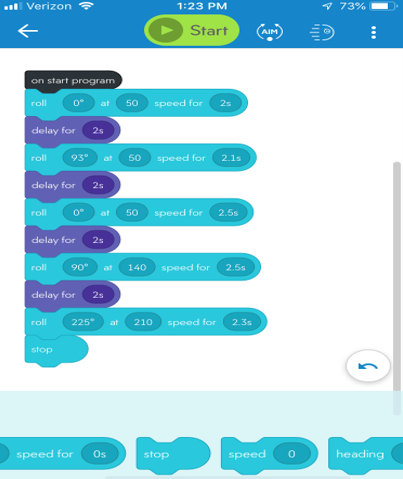 Verizon 1:23 PM 73%
Start AIM
on start program
roll 0° at 50 speed for 2s
delay for 2s
roll 93° at 50 speed for 2.1s
delay for 2s
roll 0° at 50 speed for 2.5s
delay for 2s
roll 90° at 140 speed for 2.5s
delay for 2s
roll 225° at 210 speed for 2.3s
stop
speed for 0s stop speed 0 heading